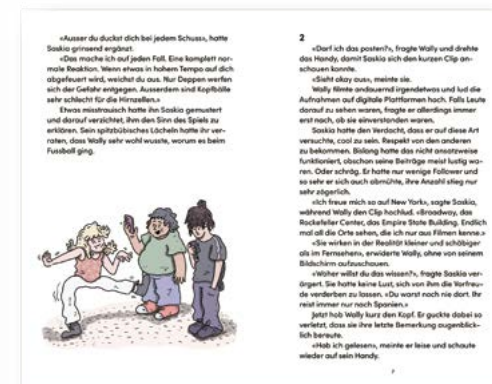 «Ausser du duckst dich bei jedem Schuss», hatte
Saskia grinsend ergänzt.
«Das mache ich auf jeden Fall. Eine komplett nor-
male Reaktion. Wenn etwas in hohem Tempo auf dich
abgefeuert wird, weichst du aus. Nur Deppen werfen
sich der Gefahr entgegen. Ausserdem sind Kopfbälle
sehr schlecht für die Hirnzellen.»
Etwas misstrauisch hatte ihn Saskia gemustert
und darauf verzichtet, ihm den Sinn des Spiels zu
erklären. Sein spitzbübisches Lächeln hatte ihr ver-
raten, dass Wally sehr wohl wusste, worum es beim
Fussball ging.
2
«Darf ich das posten?», fragte Wally und drehte
das Handy, damit Saskia sich den kurzen Clip an-
schauen konnte.
«Sieht okay aus», meinte sie.
Wally filmte andauernd irgendetwas und lud die
Aufnahmen auf digitale Plattformen hoch. Falls Leute
darauf zu sehen waren, fragte er allerdings immer
erst nach, ob sie einverstanden waren.
Saskia hatte den Verdacht, dass er auf diese Art
versuchte, cool zu sein. Respekt von den anderen
zu bekommen. Bislang hatte das nicht ansatzweise
funktioniert, obschon seine Beiträge meist lustig wa-
ren. Oder schräg. Er hatte nur wenige Follower und
so sehr er sich auch abmühte, ihre Anzahl stieg nur
sehr zögerlich.
«Ich freue mich so auf New York», sagte Saskia,
während Wally den Clip hochlud. «Broadway, das
Rockefeller Center, das Empire State Building. Endlich
mal all die Orte sehen, die ich nur aus Filmen kenne.»
«Sie wirken in der Realität kleiner und schäbiger
als im Fernsehen», erwiderte Wally, ohne von seinem
Bildschirm aufzuschauen.
«Woher willst du das wissen?», fragte Saskia ver-
ärgert. Sie hatte keine Lust, sich von ihm die Vorfreu-
de verderben zu lassen. «Du warst noch nie dort. Ihr
reist immer nur nach Spanien.»
Jetzt hob Wally kurz den Kopf. Er guckte dabei so
verletzt, dass sie ihre letzte Bemerkung augenblick-
lich bereute.
«Hab ich gelesen», meinte er leise und schaute
wieder auf sein Handy.